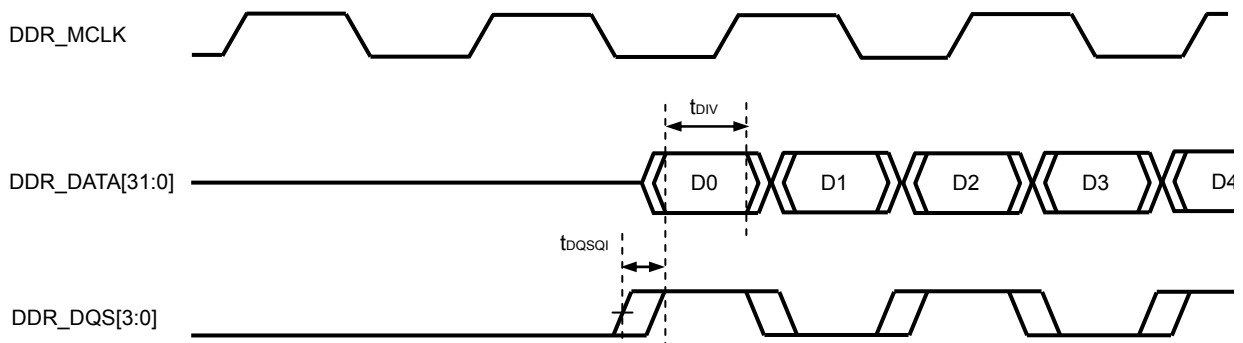 DDR_MCLK
tDIV
DDR_DATA[31:0]
D0 D1 D2 D3 D4
tDQSQI
DDR_DQS[3:0]